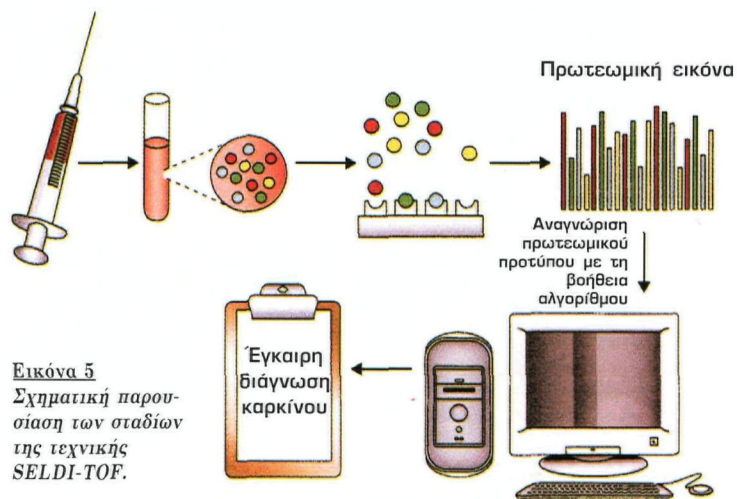 Πρωτεωμική εικόνα
Αναγνώριση
πρωτεωμικού
προτύπου με τη
βοήθεια
αλγορίθμου
Έγκαιρη
διάγνωση
καρκίνου
Εικόνα 5
Σχηματική παρου-
σίαση των σταδίων
της τεχνικής
SELDI-TOF.